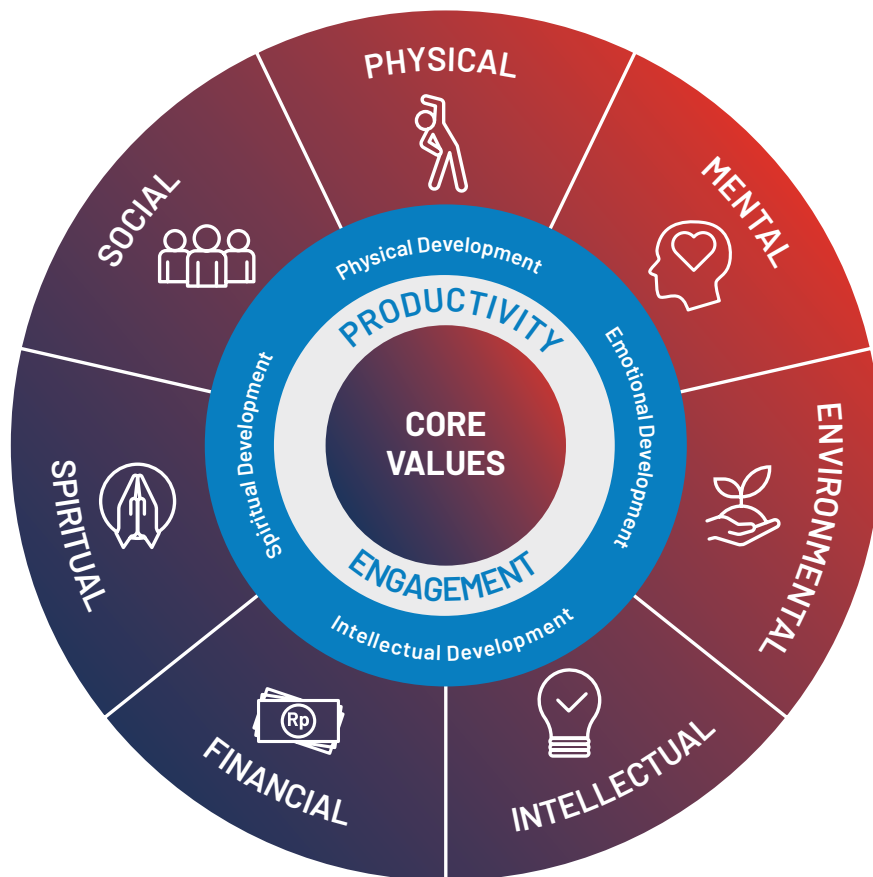 PHYSICAL
MENTAL
ENVIRONMENTAL
INTELLECTUAL
FINANCIAL
Rp
SPIRITUAL
SOCIAL
Physical Development
Emotional Development
Intellectual Development
Spiritual Development
PRODUCTIVITY
ENGAGEMENT
CORE
VALUES